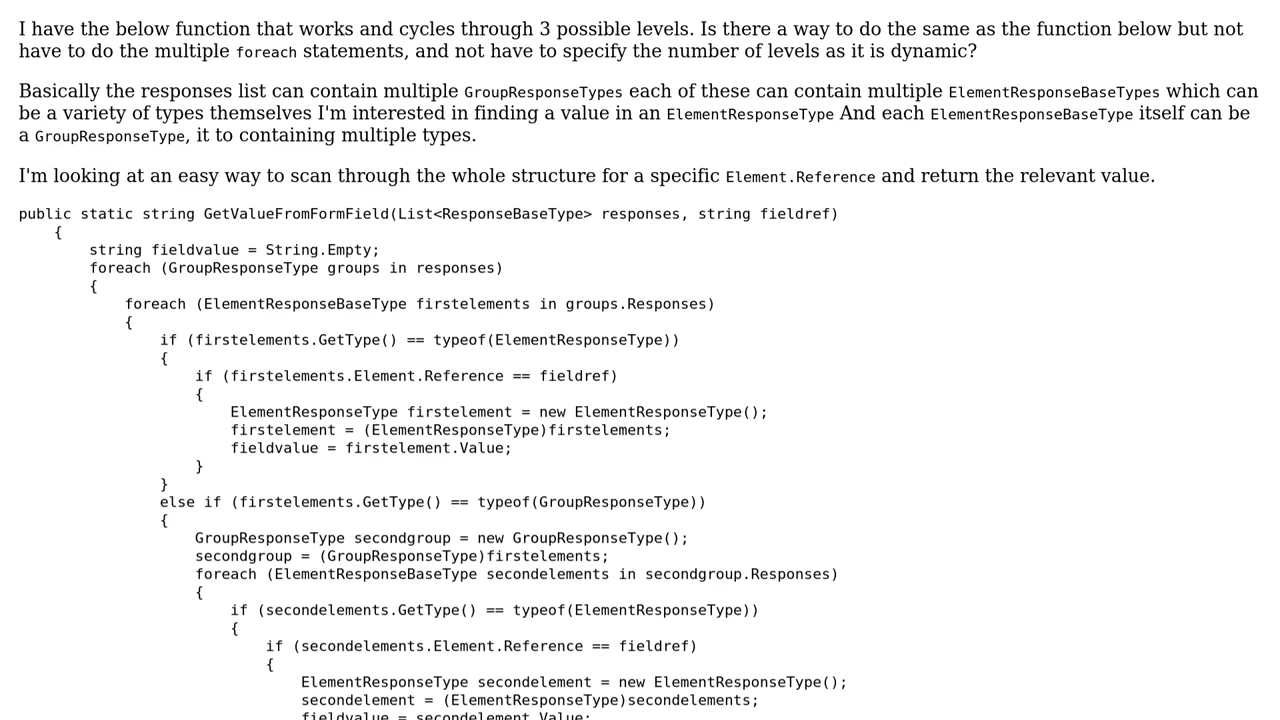 I have the below function that works and cycles through 3 possible levels. Is there a way to do the same as the function below but not
have to do the multiple foreach statements, and not have to specify the number of levels as it is dynamic?
Basically the responses list can contain multiple GroupResponseTypes each of these can contain multiple ElementResponseBaseTypes which can
be a variety of types themselves I'm interested in finding a value in an ElementResponseType And each ElementResponseBaseType itself can be
a GroupResponseType, it to containing multiple types.
I'm looking at an easy way to scan through the whole structure for a specific Element.Reference and return the relevant value.
public static string GetValueFromFormField(List<ResponseBaseType> responses, string fieldref)
    {
        string fieldvalue = String.Empty;
        foreach (GroupResponseType groups in responses)
        {
            foreach (ElementResponseBaseType firstelements in groups.Responses)
            {
                if (firstelements.GetType() == typeof(ElementResponseType))
                {
                    if (firstelements.Element.Reference == fieldref)
                    {
                        ElementResponseType firstelement = new ElementResponseType();
                        firstelement = (ElementResponseType)firstelements;
                        fieldvalue = firstelement.Value;
                    }
                }
                else if (firstelements.GetType() == typeof(GroupResponseType))
                {
                    GroupResponseType secondgroup = new GroupResponseType();
                    secondgroup = (GroupResponseType)firstelements;
                    foreach (ElementResponseBaseType secondelements in secondgroup.Responses)
                    {
                        if (secondelements.GetType() == typeof(ElementResponseType))
                        {
                            if (secondelements.Element.Reference == fieldref)
                            {
                                ElementResponseType secondelement = new ElementResponseType();
                                secondelement = (ElementResponseType)secondelements;
                                fieldvalue = secondelement.Value;